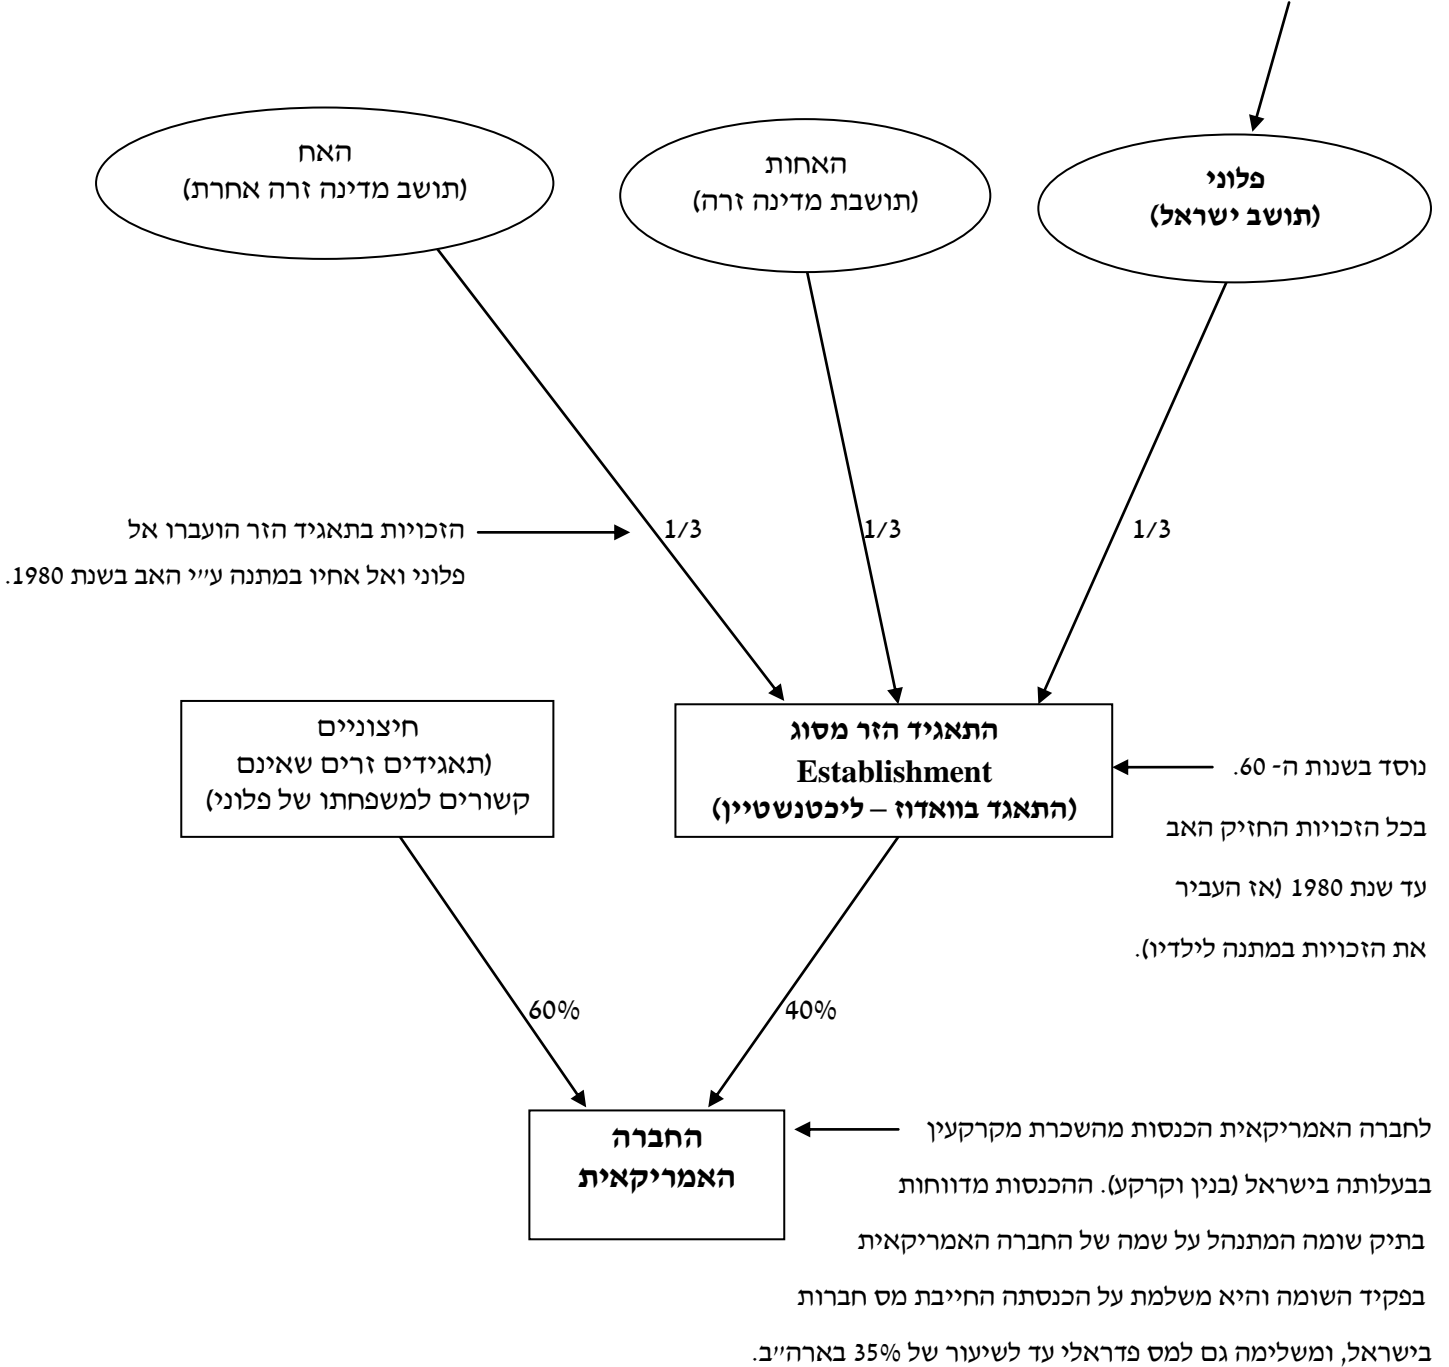 האח
(תושב מדינה זרה אחרת)
האחות
(תושבת מדינה זרה)
פלוני
(תושב ישראל)
הזכויות בתאגיד הזר הועברו אל
פלוני ואל אחיו במתנה ע״י האב בשנת 1980.
1/3
1/3
1/3
חיצוניים
(תאגידים זרים שאינם
קשורים למשפחתו של פלוני)
התאגיד הזר מסוג
Establishment
(התאגד בוואדוז – ליכטנשטיין)
נוסד בשנות ה- 60.
בכל הזכויות החזיק האב
עד שנת 1980 (אז העביר
את הזכויות במתנה לילדיו).
60%
40%
החברה
האמריקאית
לחברה האמריקאית הכנסות מהשכרת מקרקעין
בבעלותה בישראל (בנין וקרקע). ההכנסות מדווחות
בתיק שומה המתנהל על שמה של החברה האמריקאית
בפקיד השומה והיא משלמת על הכנסתה החייבת מס חברות
בישראל, ומשלימה גם למס פדראלי עד לשיעור של 35% בארה״ב.